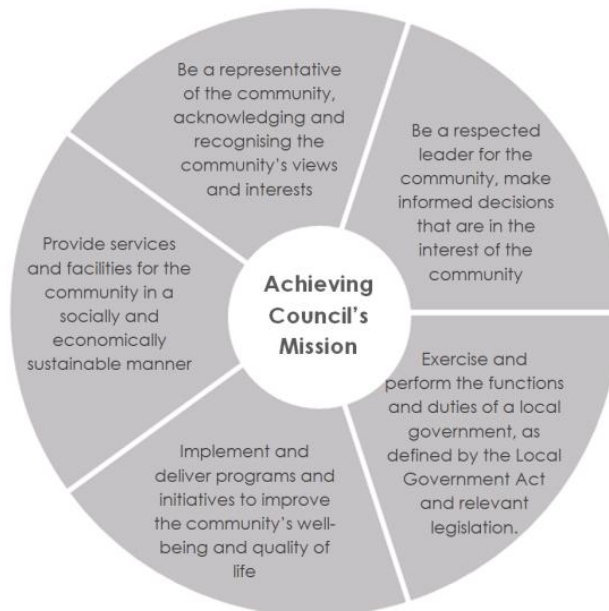 Be a representative
of the community,
acknowledging and
recognising the
community's views
and interests
Be a respected
leader for the
community, make
informed decisions
that are in the
interest of the
community
Exercise and
perform the functions
and duties of a local
government, as
defined by the Local
Government Act
and relevant
legislation.
Implement and
deliver programs and
initiatives to improve
the community's well-
being and quality of
life
Provide services
and facilities for the
community in a
socially and
economically
sustainable manner
Achieving
Council's
Mission